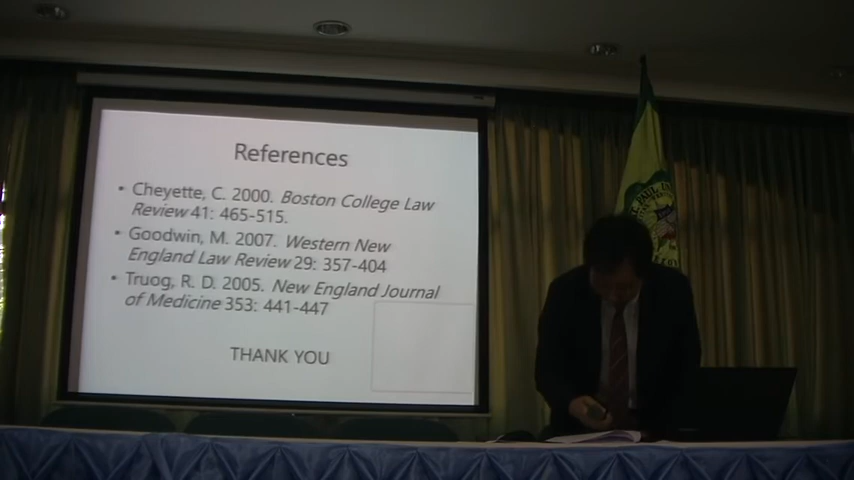 References
• Cheyette, C. 2000. Boston College Law
Review 41: 465-515.
• Goodwin, M. 2007. Western New
England Law Review 29: 357-404
• Truog, R. D. 2005. New England Journal
of Medicine 353: 441-447
THANK YOU
PAUL